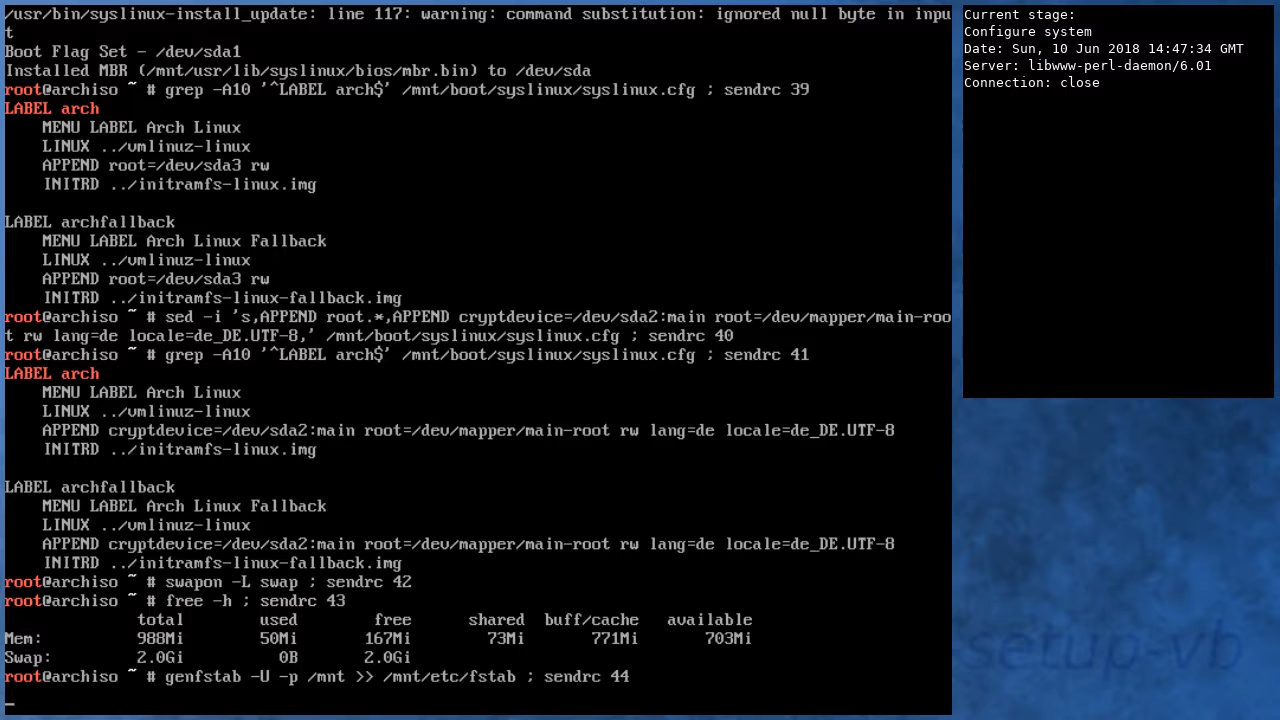 /usr/bin/syslinux-install_update: line 117: warning: command substitution: ignored null byte in inpu
t
Boot Flag Set - /dev/sda1
Installed MBR (/mnt/usr/lib/syslinux/bios/mbr.bin) to /dev/sda
root@archiso ~ # grep -A10 '^LABEL arch$' /mnt/boot/syslinux/syslinux.cfg ; sendrc 39
LABEL arch
    MENU LABEL Arch Linux
    LINUX ../vmlinuz-linux
    APPEND root=/dev/sda3 rw
    INITRD ../initramfs-linux.img

LABEL archfallback
    MENU LABEL Arch Linux Fallback
    LINUX ../vmlinuz-linux
    APPEND root=/dev/sda3 rw
    INITRD ../initramfs-linux-fallback.img
root@archiso ~ # sed -i 's,APPEND root.*,APPEND cryptdevice=/dev/sda2:main root=/dev/mapper/main-roo
t rw lang=de locale=de_DE.UTF-8,' /mnt/boot/syslinux/syslinux.cfg ; sendrc 40
root@archiso ~ # grep -A10 '^LABEL arch$' /mnt/boot/syslinux/syslinux.cfg ; sendrc 41
LABEL arch
    MENU LABEL Arch Linux
    LINUX ../vmlinuz-linux
    APPEND cryptdevice=/dev/sda2:main root=/dev/mapper/main-root rw lang=de locale=de_DE.UTF-8
    INITRD ../initramfs-linux.img

LABEL archfallback
    MENU LABEL Arch Linux Fallback
    LINUX ../vmlinuz-linux
    APPEND cryptdevice=/dev/sda2:main root=/dev/mapper/main-root rw lang=de locale=de_DE.UTF-8
    INITRD ../initramfs-linux-fallback.img
root@archiso ~ # swapon -L swap ; sendrc 42
root@archiso ~ # free -h ; sendrc 43
              total        used        free      shared  buff/cache   available
Mem:          988Mi        50Mi       167Mi        73Mi       771Mi       703Mi
Swap:         2.0Gi          0B       2.0Gi
root@archiso ~ # genfstab -U -p /mnt >> /mnt/etc/fstab ; sendrc 44
_
Current stage:
Configure system
Date: Sun, 10 Jun 2018 14:47:34 GMT
Server: libwww-perl-daemon/6.01
Connection: close
setup-vb